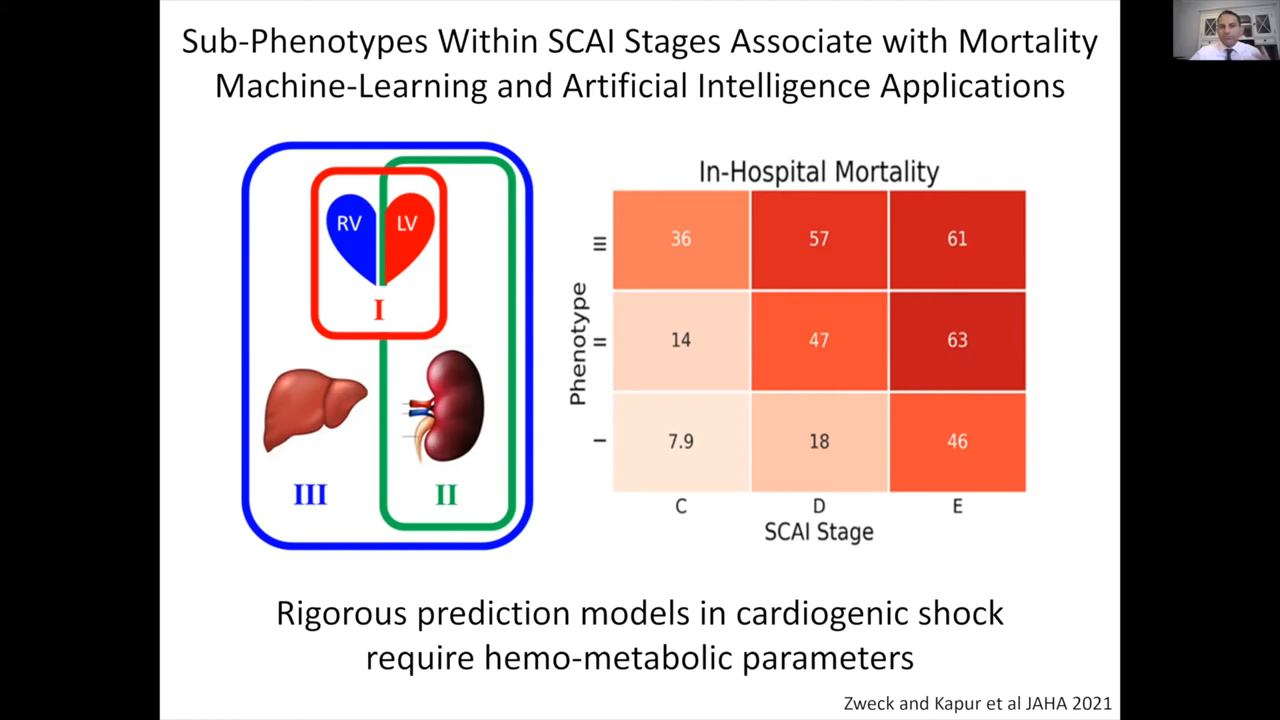 Sub-Phenotypes Within SCAI Stages Associate with Mortality
Machine-Learning and Artificial Intelligence Applications
RV
LV
I
III
II
In-Hospital Mortality
Phenotype
III
36
57
61
II
14
47
63
I
7.9
18
46
C
D
E
SCAI Stage
Rigorous prediction models in cardiogenic shock
require hemo-metabolic parameters
Zweck and Kapur et al JAHA 2021